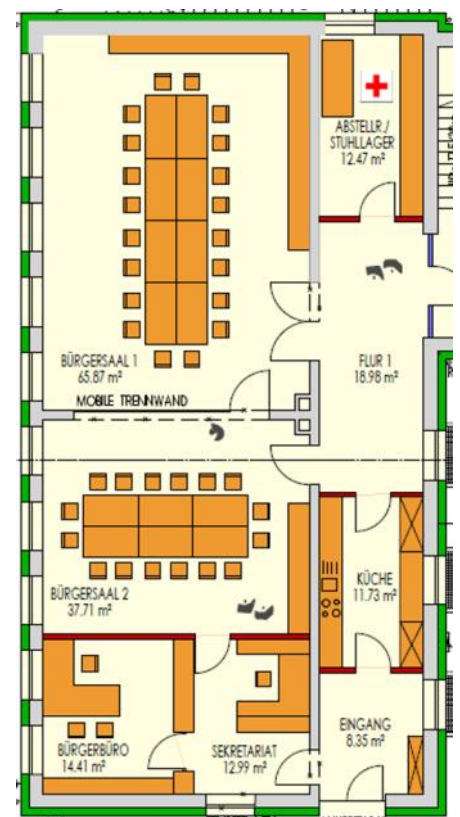 ABSTELLR./
STUHLLAGER
12.47 m²
BÜRGERSAAL 1
65.87 m²
FLUR 1
18.98 m²
MOBILE TRENNWAND
BÜRGERSAAL 2
37.71 m²
KÜCHE
11.73 m²
BÜRGERBÜRO
14.41 m²
SEKRETARIAT
12.99 m²
EINGANG
8.35 m²